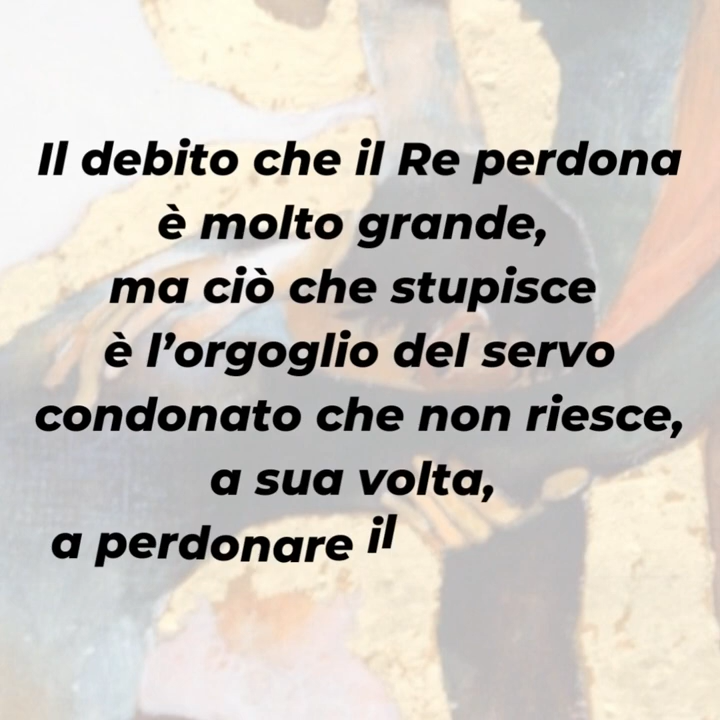 Il debito che il Re perdona
è molto grande,
ma ciò che stupisce
è l’orgoglio del servo
condonato che non riesce,
a sua volta,
a perdonare il